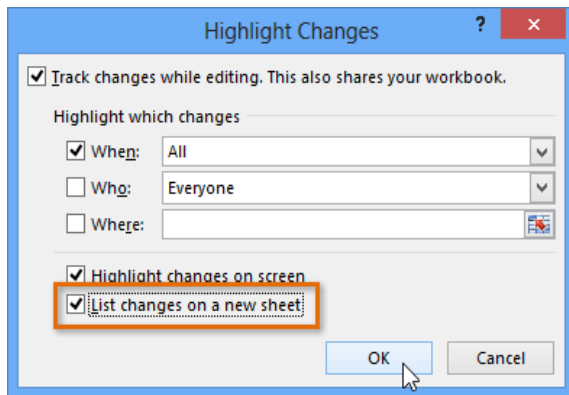 Highlight Changes
?
Track changes while editing. This also shares your workbook.
Highlight which changes
When: All
Who: Everyone
Where:
Highlight changes on screen
List changes on a new sheet
OK Cancel